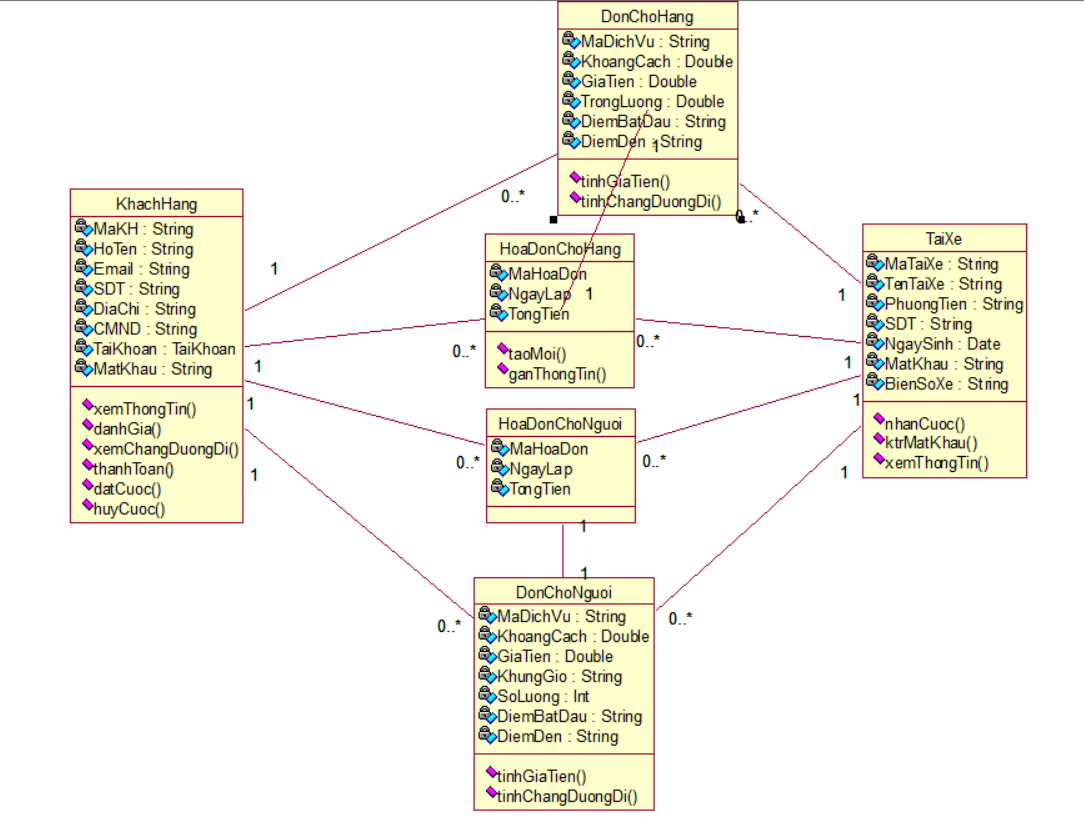 DonChoHang
MaDichVu : String
KhoangCach : Double
GiaTien : Double
TrongLuong : Double
DiemBatDau : String
DiemDen : String
1
tinhGiaTien()
tinhChangDuongDi()
0..*
0..*
KhachHang
MaKH : String
HoTen : String
Email : String
SDT : String
DiaChi : String
CMND : String
TaiKhoan : TaiKhoan
MatKhau : String
xemThongTin()
danhGia()
xemChangDuongDi()
thanhToan()
datCuoc()
huyCuoc()
1
1
1
1
HoaDonChoHang
MaHoaDon
NgayLap
1
TongTien
taoMoi()
ganThongTin()
0..*
0..*
TaiXe
MaTaiXe : String
TenTaiXe : String
PhuongTien : String
SDT : String
NgaySinh : Date
MatKhau : String
BienSoXe : String
nhanCuoc()
ktrMatKhau()
xemThongTin()
1
1
1
1
HoaDonChoNguoi
MaHoaDon
NgayLap
TongTien
0..*
0..*
1
1
DonChoNguoi
MaDichVu : String
KhoangCach : Double
GiaTien : Double
KhungGio : String
SoLuong : Int
DiemBatDau : String
DiemDen : String
tinhGiaTien()
tinhChangDuongDi()
0..*
0..*